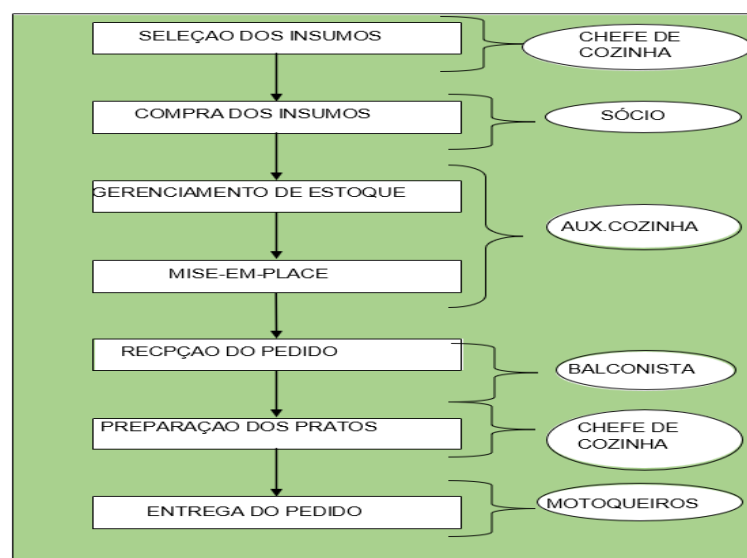 SELEÇAO DOS INSUMOS
CHEFE DE
COZINHA
COMPRA DOS INSUMOS
SÓCIO
GERENCIAMENTO DE ESTOQUE
AUX.COZINHA
MISE-EM-PLACE
RECPÇAO DO PEDIDO
BALCONISTA
PREPARAÇAO DOS PRATOS
CHEFE DE
COZINHA
ENTREGA DO PEDIDO
MOTOQUEIROS